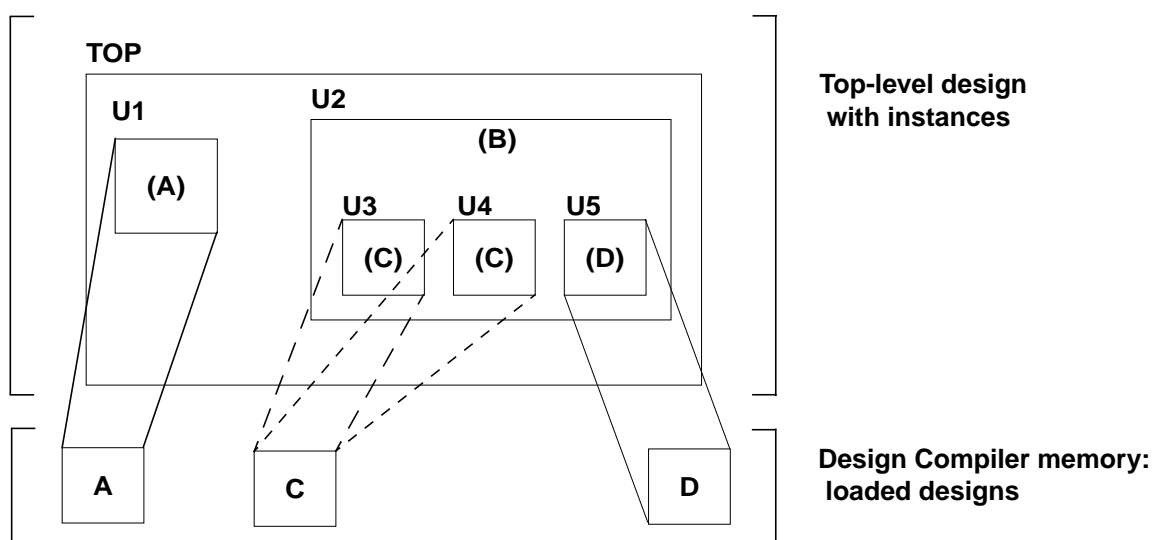 TOP
Top-level design
with instances
U1
U2
(B)
(A)
U3
U4
U5
(C)
(C)
(D)
A
C
D
Design Compiler memory:
loaded designs